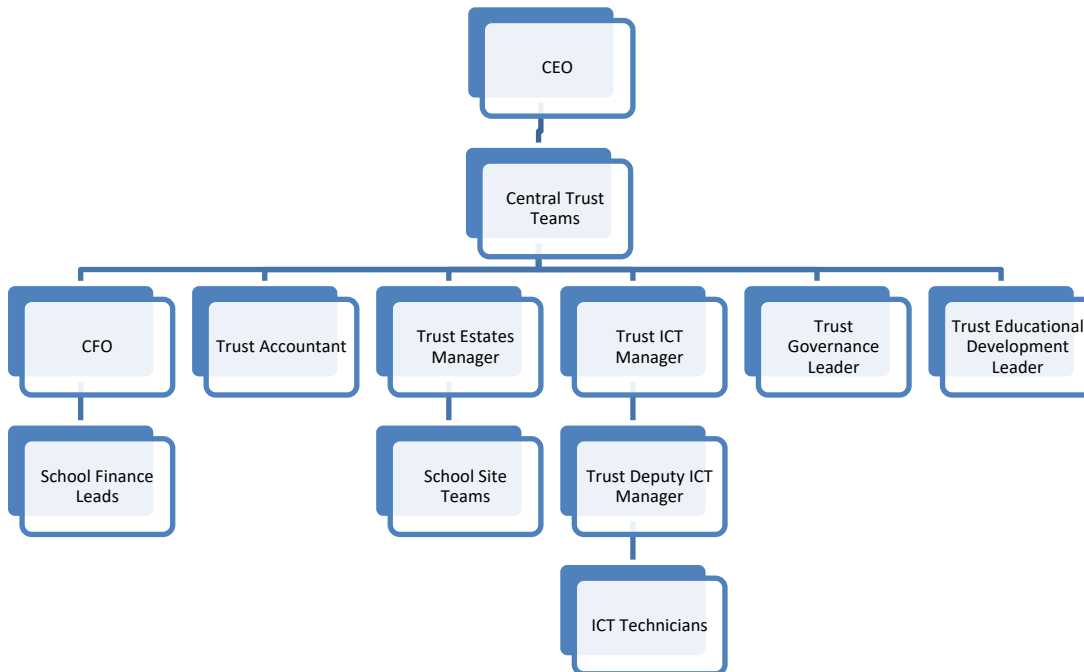 CEO
Central Trust
Teams
CFO
Trust Accountant
Trust Estates
Manager
Trust ICT
Manager
Trust
Governance
Leader
Trust Educational
Development
Leader
School Finance
Leads
School Site
Teams
Trust Deputy ICT
Manager
ICT Technicians